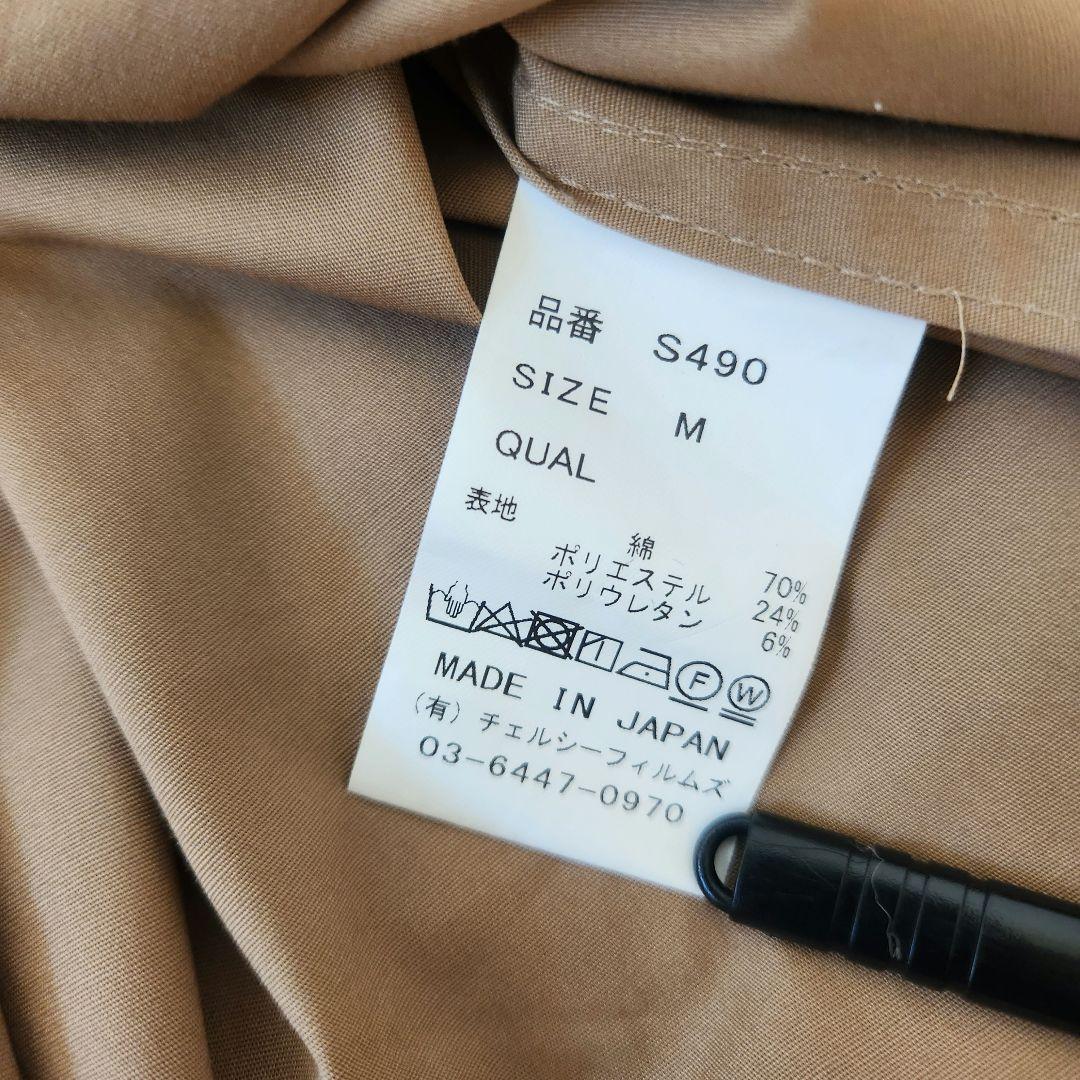 品番 S490
SIZE M
QUAL
表地
綿 70%
ポリエステル 24%
ポリウレタン 6%
F W
MADE IN JAPAN
(有)チェルシーフィルムズ
03-6447-0970